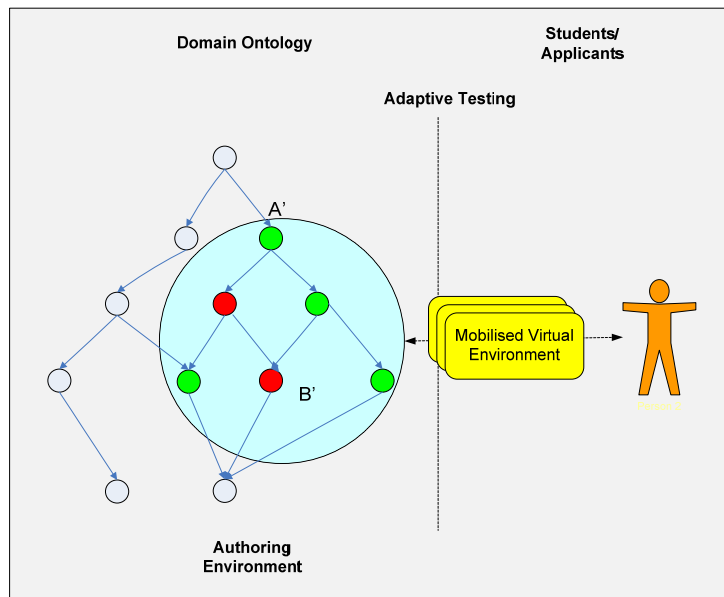 Domain Ontology
Students/
Applicants
Adaptive Testing
A’
Mobilised Virtual
Environment
B’
Authoring
Environment